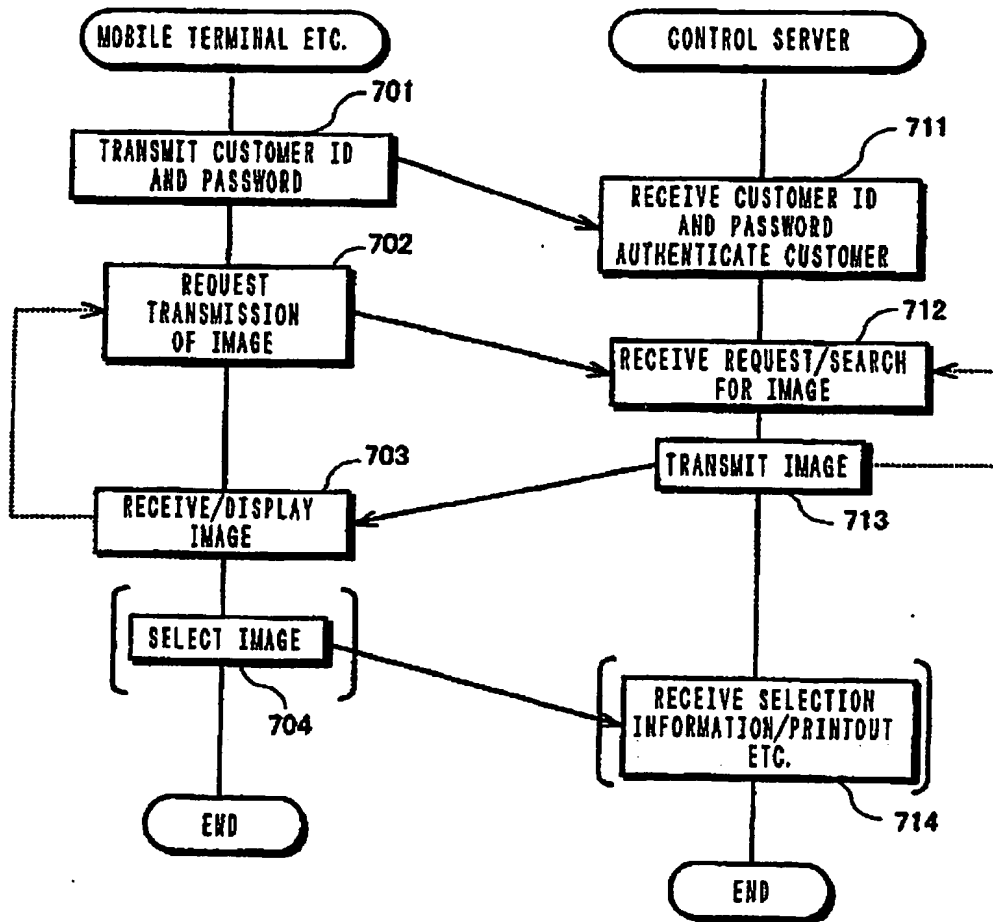 MOBILE TERMINAL ETC.
CONTROL SERVER
701
TRANSMIT CUSTOMER ID
AND PASSWORD
711
RECEIVE CUSTOMER ID
AND PASSWORD
AUTHENTICATE CUSTOMER
702
REQUEST
TRANSMISSION
OF IMAGE
712
RECEIVE REQUEST/SEARCH
FOR IMAGE
703
RECEIVE/DISPLAY
IMAGE
TRANSMIT IMAGE
713
SELECT IMAGE
704
RECEIVE SELECTION
INFORMATION/PRINTOUT
ETC.
714
END
END